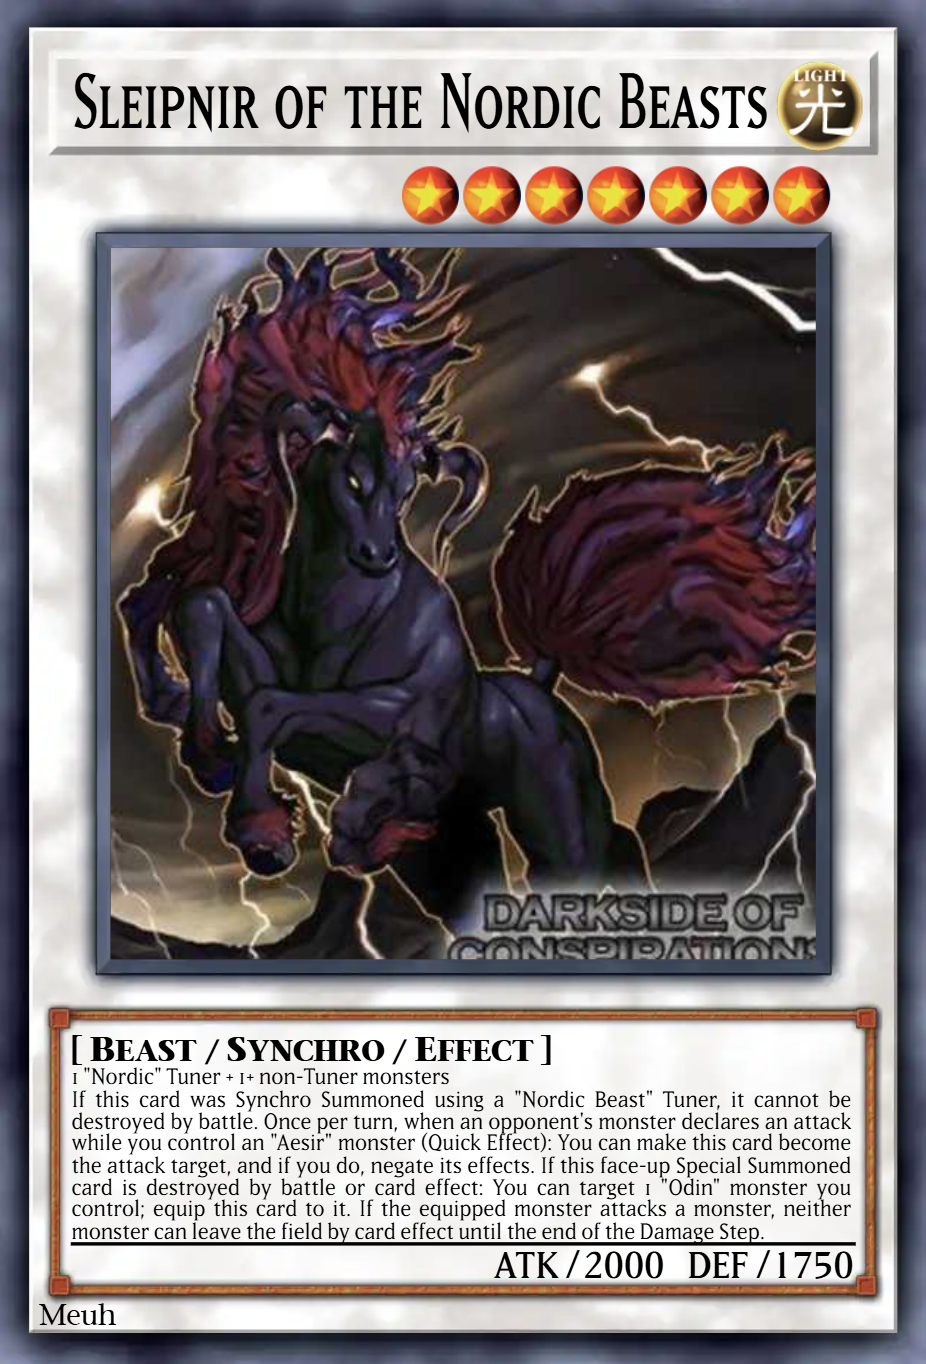 Sleipnir of the Nordic Beasts
LIGHT
光
DARKSIDE OF
CONSPIRATIONS
[ Beast / Synchro / Effect ]
1 "Nordic" Tuner + 1+ non-Tuner monsters
If this card was Synchro Summoned using a "Nordic Beast" Tuner, it cannot be
destroyed by battle. Once per turn, when an opponent's monster declares an attack
while you control an "Aesir" monster (Quick Effect): You can make this card become
the attack target, and if you do, negate its effects. If this face-up Special Summoned
card is destroyed by battle or card effect: You can target 1 "Odin" monster you
control; equip this card to it. If the equipped monster attacks a monster, neither
monster can leave the field by card effect until the end of the Damage Step.
ATK / 2000 DEF / 1750
Meuh